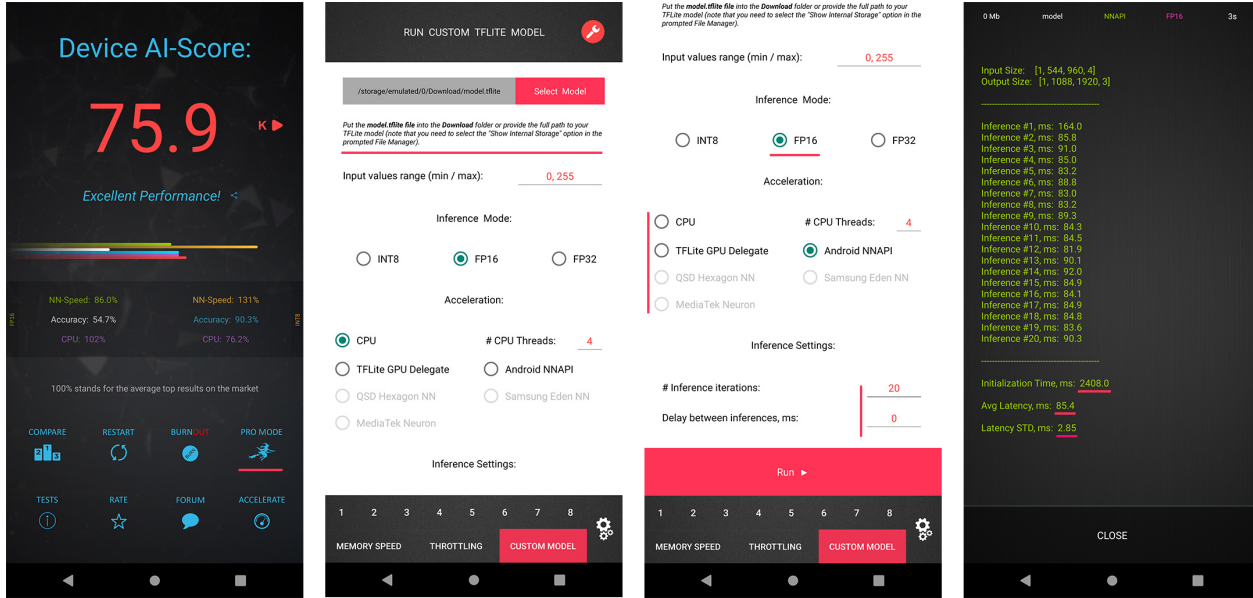 Device AI-Score:
75.9
K
Excellent Performance!
FP16
NN-Speed: 86.0%
NN-Speed: 131%
Accuracy: 54.7%
Accuracy: 90.3%
CPU: 102%
CPU: 76.2%
INT8
100% stands for the average top results on the market
COMPARE
RESTART
BURNOUT
PRO MODE
2 1 3
BURN
TESTS
RATE
FORUM
ACCELERATE
RUN CUSTOM TFLITE MODEL
/storage/emulated/0/Download/model.tflite
Select Model
Put the model.tflite file into the Download folder or provide the full path to your
TFLite model (note that you need to select the "Show Internal Storage" option in the
prompted File Manager).
Input values range (min / max):
0, 255
Inference Mode:
INT8
FP16
FP32
Acceleration:
CPU
# CPU Threads:
4
TFLite GPU Delegate
Android NNAPI
QSD Hexagon NN
Samsung Eden NN
MediaTek Neuron
Inference Settings:
1 2 3 4 5 6 7 8
MEMORY SPEED
THROTTLING
CUSTOM MODEL
Put the model.tflite file into the Download folder or provide the full path to your
TFLite model (note that you need to select the "Show Internal Storage" option in the
prompted File Manager).
Input values range (min / max):
0, 255
Inference Mode:
INT8
FP16
FP32
Acceleration:
CPU
# CPU Threads:
4
TFLite GPU Delegate
Android NNAPI
QSD Hexagon NN
Samsung Eden NN
MediaTek Neuron
Inference Settings:
# Inference iterations:
20
Delay between inferences, ms:
0
Run
1 2 3 4 5 6 7 8
MEMORY SPEED
THROTTLING
CUSTOM MODEL
0 Mb
model
NNAPI
FP16
3s
Input Size: [1, 544, 960, 4]
Output Size: [1, 1088, 1920, 3]
Inference #1, ms: 164.0
Inference #2, ms: 85.8
Inference #3, ms: 91.0
Inference #4, ms: 85.0
Inference #5, ms: 83.2
Inference #6, ms: 88.8
Inference #7, ms: 83.0
Inference #8, ms: 83.2
Inference #9, ms: 89.3
Inference #10, ms: 84.3
Inference #11, ms: 84.5
Inference #12, ms: 81.9
Inference #13, ms: 90.1
Inference #14, ms: 92.0
Inference #15, ms: 84.9
Inference #16, ms: 84.1
Inference #17, ms: 84.9
Inference #18, ms: 84.8
Inference #19, ms: 83.6
Inference #20, ms: 90.3
Initialization Time, ms: 2408.0
Avg Latency, ms: 85.4
Latency STD, ms: 2.85
CLOSE